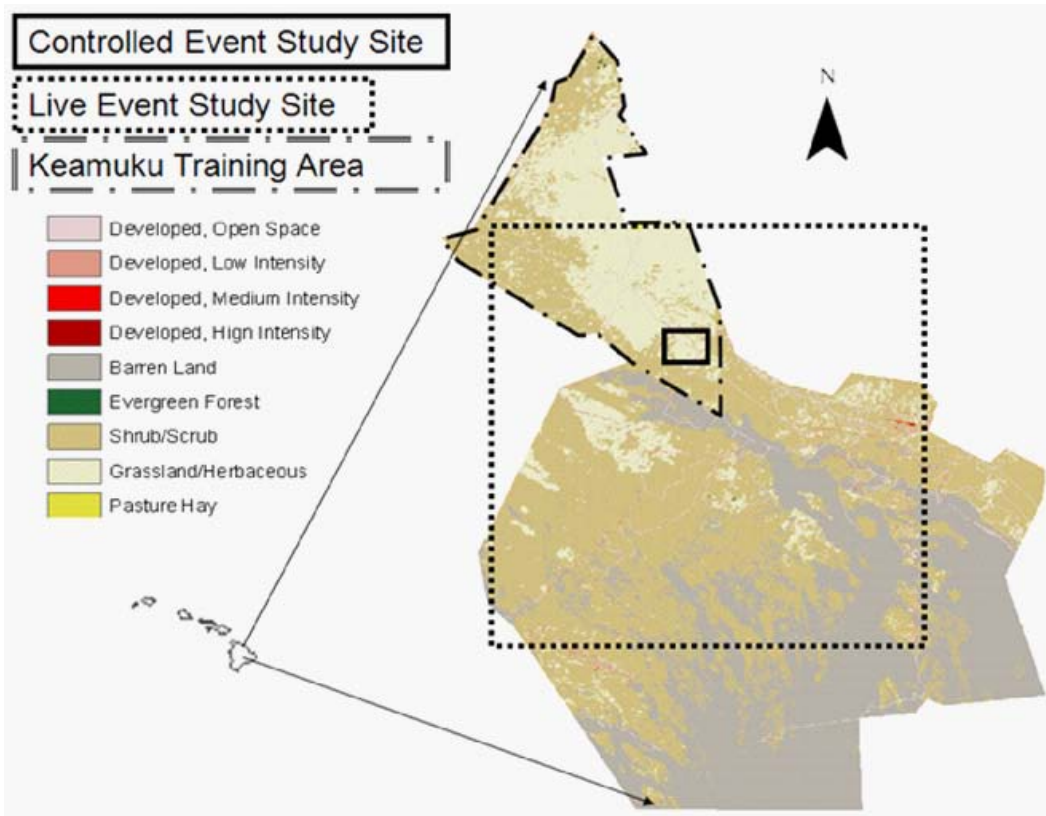 Controlled Event Study Site
Live Event Study Site
Keamuku Training Area
N
Developed, Open Space
Developed, Low Intensity
Developed, Medium Intensity
Developed, Hign Intensity
Barren Land
Evergreen Forest
Shrub/Scrub
Grassland/Herbaceous
Pasture Hay